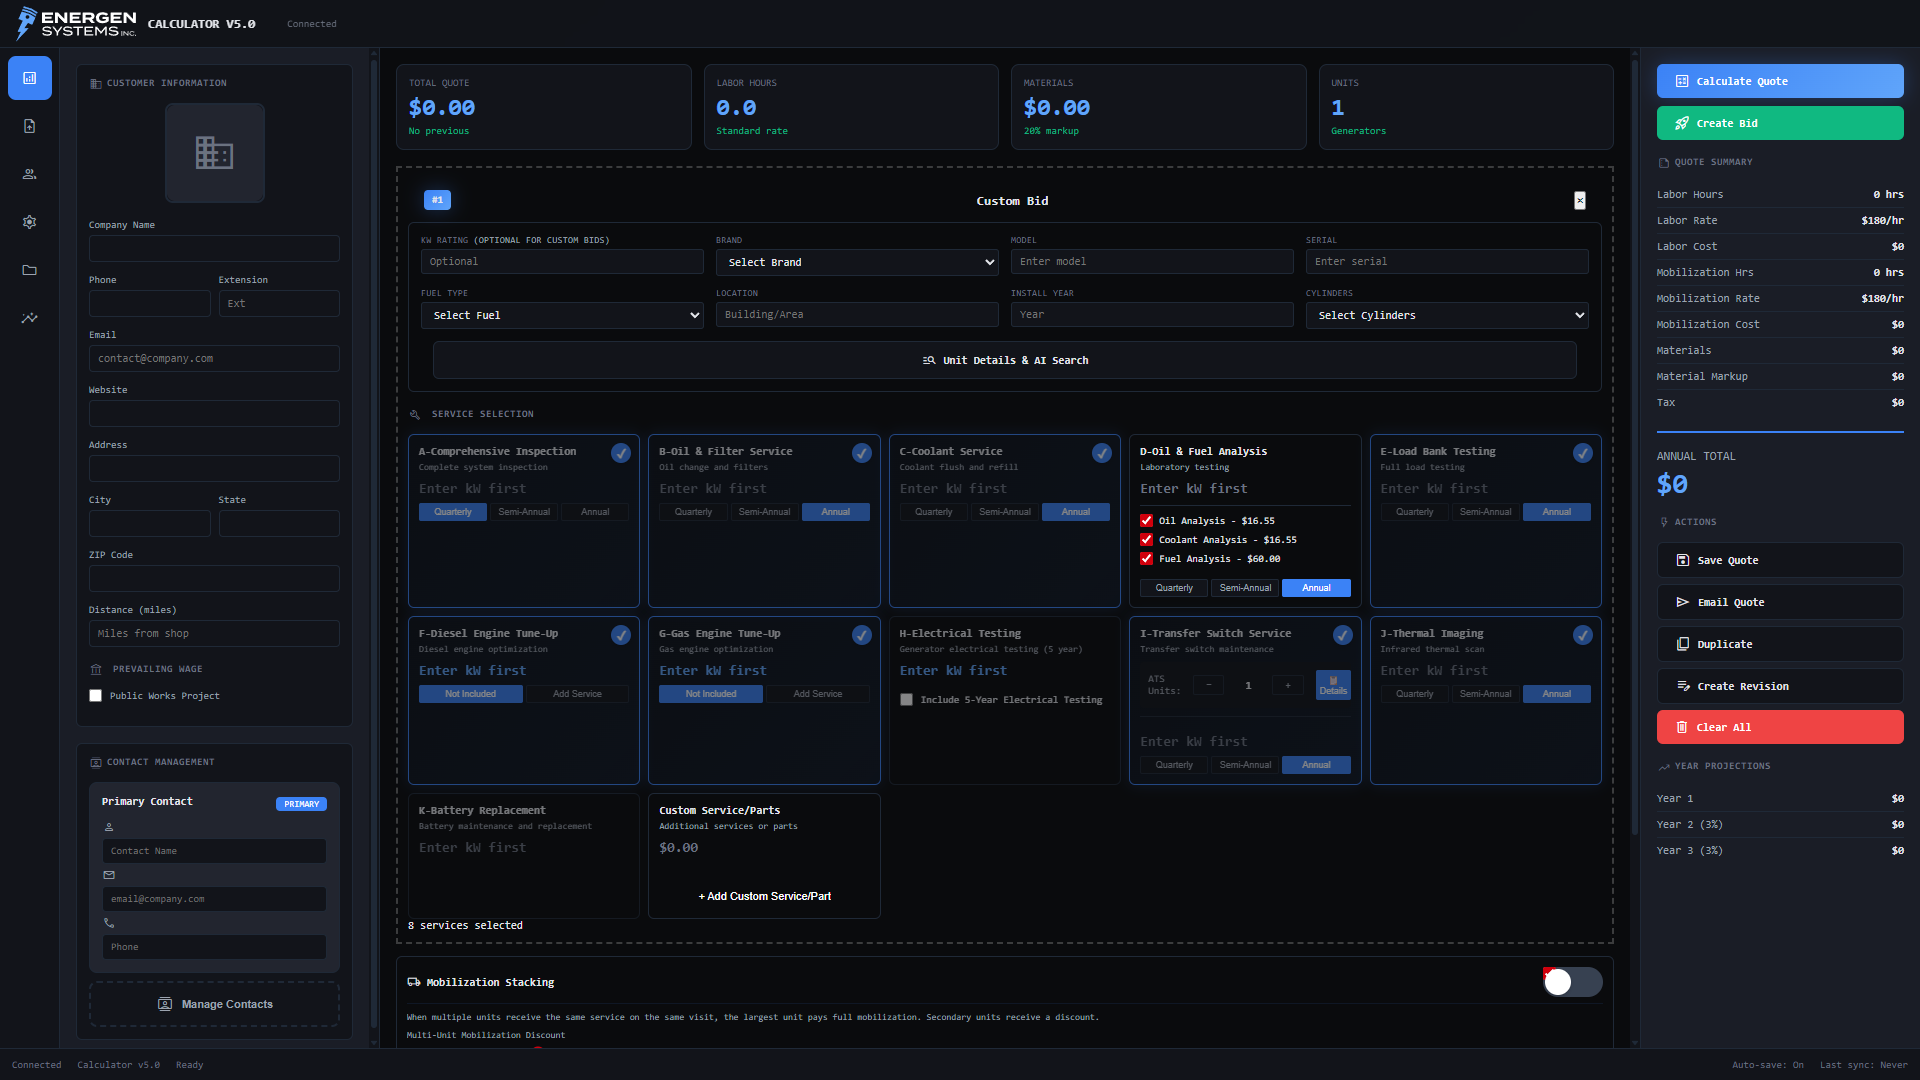 ENERGEN
SYSTEMS INC.
CALCULATOR V5.0
Connected
CUSTOMER INFORMATION
Company Name
Phone
Extension
Ext
Email
contact@company.com
Website
Address
City
State
ZIP Code
Distance (miles)
Miles from shop
PREVAILING WAGE
Public Works Project
CONTACT MANAGEMENT
Primary Contact
PRIMARY
Contact Name
email@company.com
Phone
Manage Contacts
TOTAL QUOTE
$0.00
No previous
LABOR HOURS
0.0
Standard rate
MATERIALS
$0.00
20% markup
UNITS
1
Generators
#1
Custom Bid
×
KW RATING (OPTIONAL FOR CUSTOM BIDS)
Optional
BRAND
Select Brand
MODEL
Enter model
SERIAL
Enter serial
FUEL TYPE
Select Fuel
LOCATION
Building/Area
INSTALL YEAR
Year
CYLINDERS
Select Cylinders
Unit Details & AI Search
SERVICE SELECTION
A-Comprehensive Inspection
Complete system inspection
Enter kW first
Quarterly Semi-Annual Annual
B-Oil & Filter Service
Oil change and filters
Enter kW first
Quarterly Semi-Annual Annual
C-Coolant Service
Coolant flush and refill
Enter kW first
Quarterly Semi-Annual Annual
D-Oil & Fuel Analysis
Laboratory testing
Enter kW first
Oil Analysis - $16.55
Coolant Analysis - $16.55
Fuel Analysis - $60.00
Quarterly Semi-Annual Annual
E-Load Bank Testing
Full load testing
Enter kW first
Quarterly Semi-Annual Annual
F-Diesel Engine Tune-Up
Diesel engine optimization
Enter kW first
Not Included Add Service
G-Gas Engine Tune-Up
Gas engine optimization
Enter kW first
Not Included Add Service
H-Electrical Testing
Generator electrical testing (5 year)
Enter kW first
Include 5-Year Electrical Testing
I-Transfer Switch Service
Transfer switch maintenance
ATS
Units:
−
1
+
Details
Enter kW first
Quarterly Semi-Annual Annual
J-Thermal Imaging
Infrared thermal scan
Enter kW first
Quarterly Semi-Annual Annual
K-Battery Replacement
Battery maintenance and replacement
Enter kW first
Custom Service/Parts
Additional services or parts
$0.00
+ Add Custom Service/Part
8 services selected
Mobilization Stacking
When multiple units receive the same service on the same visit, the largest unit pays full mobilization. Secondary units receive a discount.
Multi-Unit Mobilization Discount
Calculate Quote
Create Bid
QUOTE SUMMARY
Labor Hours 0 hrs
Labor Rate $180/hr
Labor Cost $0
Mobilization Hrs 0 hrs
Mobilization Rate $180/hr
Mobilization Cost $0
Materials $0
Material Markup $0
Tax $0
ANNUAL TOTAL
$0
ACTIONS
Save Quote
Email Quote
Duplicate
Create Revision
Clear All
YEAR PROJECTIONS
Year 1 $0
Year 2 (3%) $0
Year 3 (3%) $0
Connected Calculator v5.0 Ready
Auto-save: On Last sync: Never